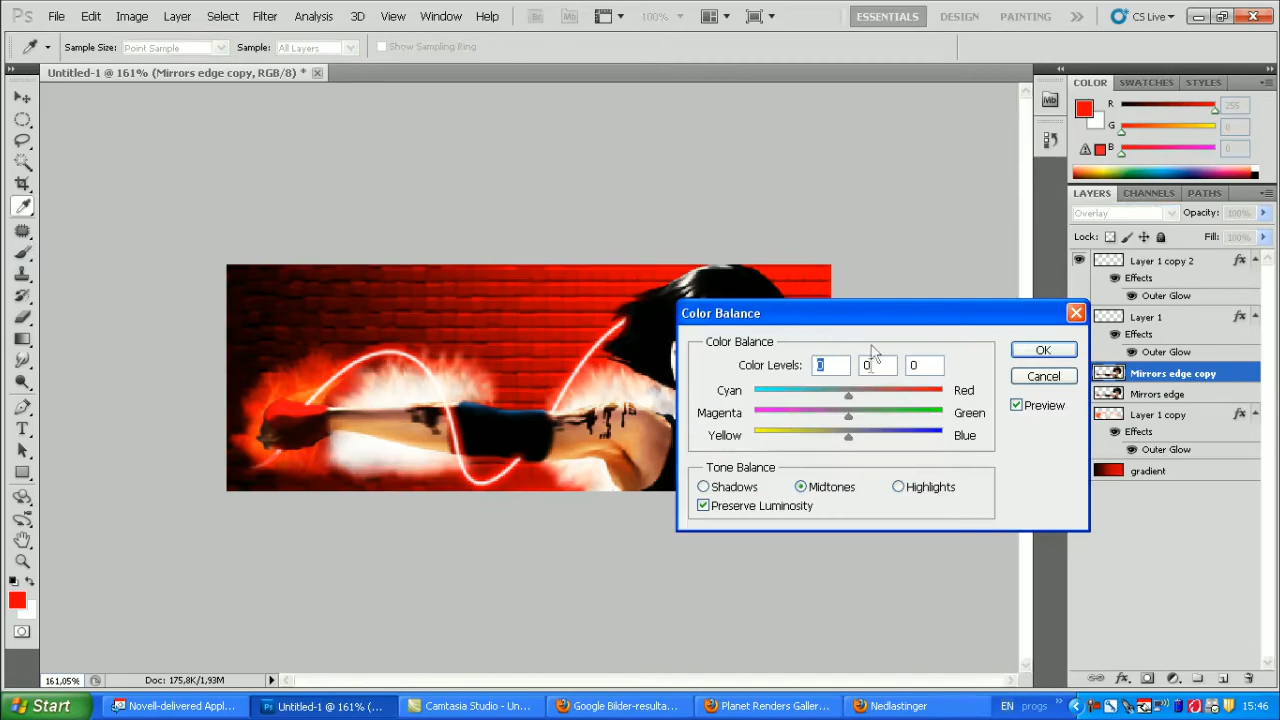 Ps File Edit Image Layer Select Filter Analysis 3D View Window Help Br Mb 100% ESSENTIALS DESIGN PAINTING CS Live
Sample Size: Point Sample Sample: All Layers Show Sampling Ring
Untitled-1 @ 161% (Mirrors edge copy, RGB/8) *
COLOR SWATCHES STYLES
Mb
R 255
G 0
B 0
LAYERS CHANNELS PATHS
Overlay Opacity: 100%
Lock: Fill: 100%
Layer 1 copy 2 fx
Effects
Outer Glow
Layer 1 fx
Effects
Outer Glow
Mirrors edge copy
Mirrors edge
Layer 1 copy fx
Effects
Outer Glow
gradient
Color Balance
Color Balance
Color Levels: 0 0 0
Cyan Red
Magenta Green
Yellow Blue
Tone Balance
Shadows Midtones Highlights
Preserve Luminosity
OK
Cancel
Preview
161,05% Doc: 175,8K/1,93M
Start Novell-delivered Appl... Untitled-1 @ 161% (... Camtasia Studio - Un... Google Bilder-resulta... Planet Renders Galler... Nedlastinger EN progs 15:46